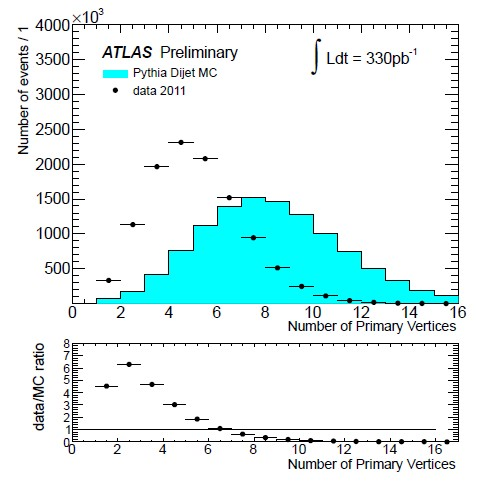 ×10³
4000
3500
3000
2500
2000
1500
1000
500
Number of events / 1
ATLAS Preliminary
Pythia Dijet MC
data 2011
∫ Ldt = 330pb⁻¹
0 2 4 6 8 10 12 14 16
Number of Primary Vertices
8
7
6
5
4
3
2
1
0
data/MC ratio
0 2 4 6 8 10 12 14 16
Number of Primary Vertices